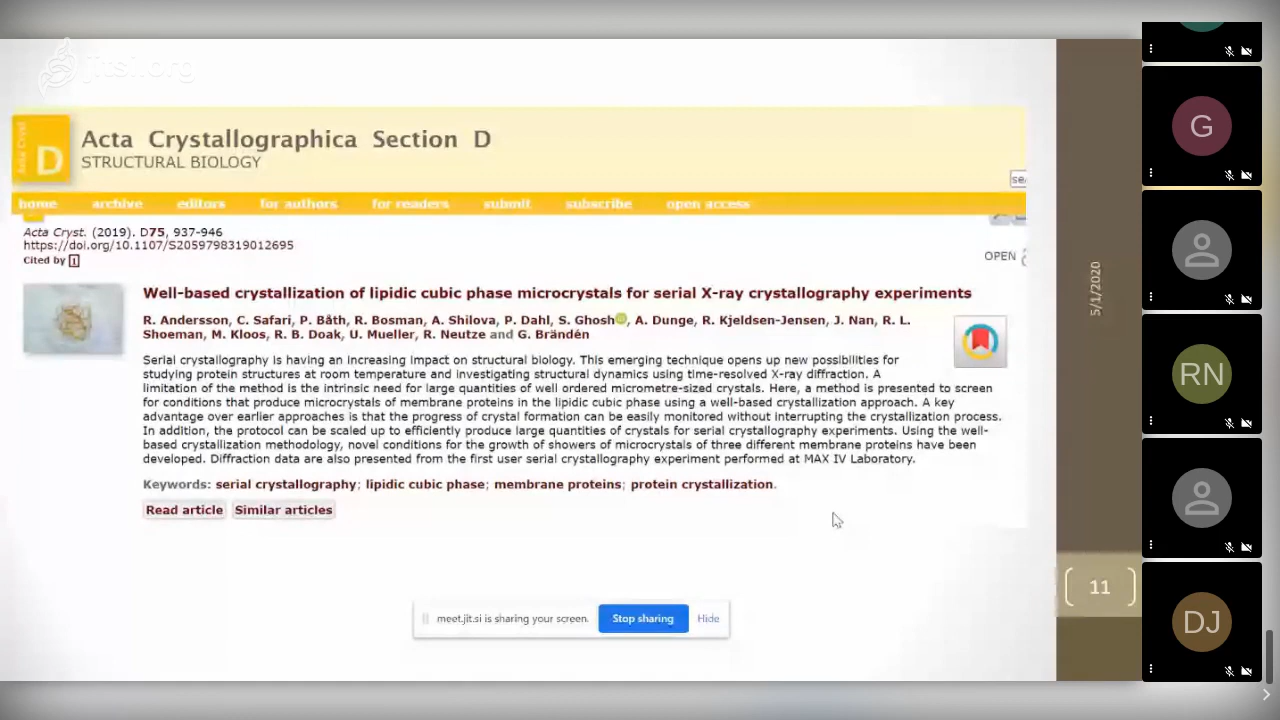 jitsi.org
Acta Cryst
D
Acta Crystallographica Section D
STRUCTURAL BIOLOGY
home archive editors for authors for readers submit subscribe open access
Acta Cryst. (2019). D75, 937-946
https://doi.org/10.1107/S2059798319012695
Cited by 1
OPEN
Well-based crystallization of lipidic cubic phase microcrystals for serial X-ray crystallography experiments
R. Andersson, C. Safari, P. Båth, R. Bosman, A. Shilova, P. Dahl, S. Ghosh, A. Dunge, R. Kjeldsen-Jensen, J. Nan, R. L.
Shoeman, M. Kloos, R. B. Doak, U. Mueller, R. Neutze and G. Brändén
Serial crystallography is having an increasing impact on structural biology. This emerging technique opens up new possibilities for
studying protein structures at room temperature and investigating structural dynamics using time-resolved X-ray diffraction. A
limitation of the method is the intrinsic need for large quantities of well ordered micrometre-sized crystals. Here, a method is presented to screen
for conditions that produce microcrystals of membrane proteins in the lipidic cubic phase using a well-based crystallization approach. A key
advantage over earlier approaches is that the progress of crystal formation can be easily monitored without interrupting the crystallization process.
In addition, the protocol can be scaled up to efficiently produce large quantities of crystals for serial crystallography experiments. Using the well-
based crystallization methodology, novel conditions for the growth of showers of microcrystals of three different membrane proteins have been
developed. Diffraction data are also presented from the first user serial crystallography experiment performed at MAX IV Laboratory.
Keywords: serial crystallography; lipidic cubic phase; membrane proteins; protein crystallization.
Read article Similar articles
meet.jit.si is sharing your screen. Stop sharing Hide
5/1/2020
11
G
RN
DJ